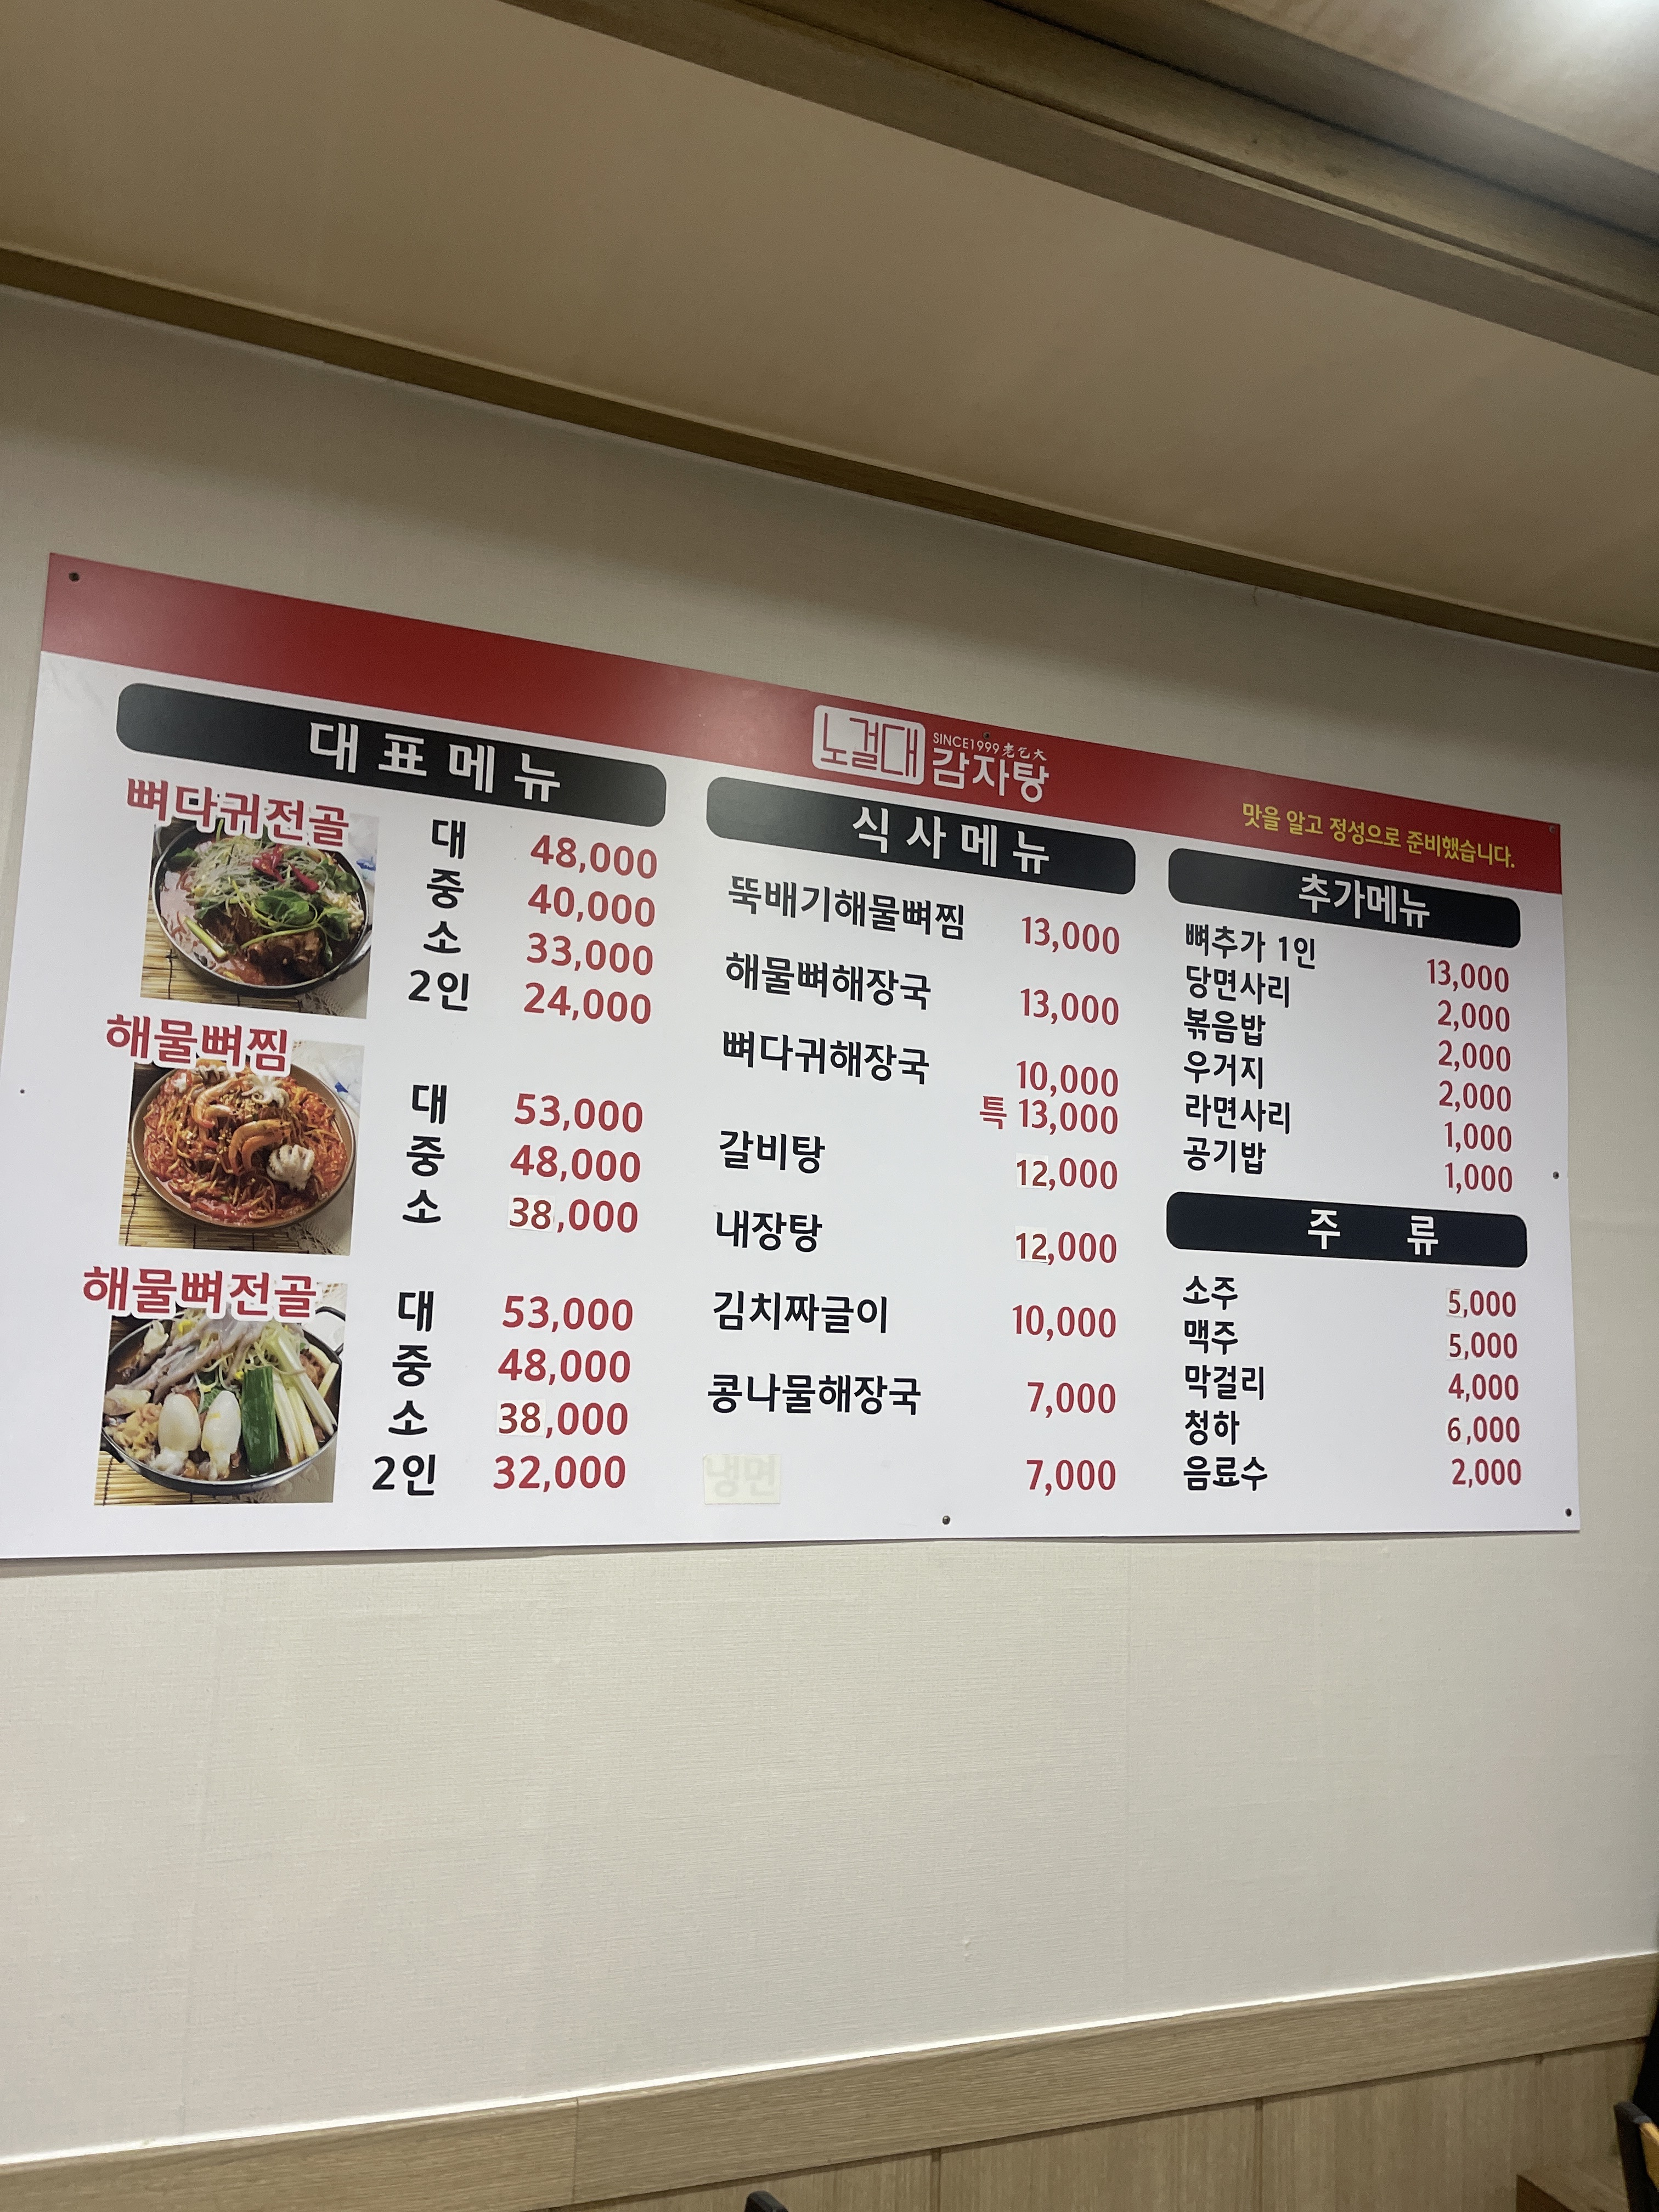 노걸대 SINCE1999 老乞大
감자탕
맛을 알고 정성으로 준비했습니다.
대표메뉴
뼈다귀전골
대 48,000
중 40,000
소 33,000
2인 24,000
해물뼈찜
대 53,000
중 48,000
소 38,000
해물뼈전골
대 53,000
중 48,000
소 38,000
2인 32,000
식사메뉴
뚝배기해물뼈찜 13,000
해물뼈해장국 13,000
뼈다귀해장국 10,000
특 13,000
갈비탕 12,000
내장탕 12,000
김치짜글이 10,000
콩나물해장국 7,000
냉면 7,000
추가메뉴
뼈추가 1인 13,000
당면사리 2,000
볶음밥 2,000
우거지 2,000
라면사리 1,000
공기밥 1,000
주 류
소주 5,000
맥주 5,000
막걸리 4,000
청하 6,000
음료수 2,000